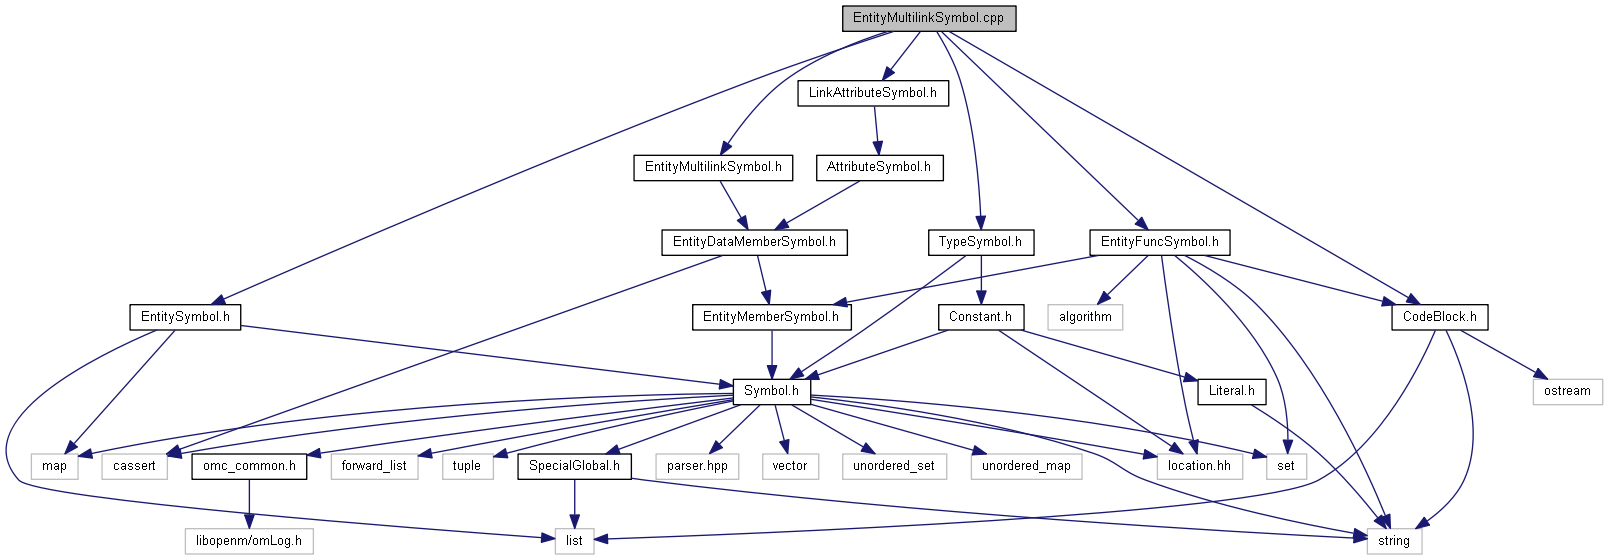 EntityMultilinkSymbol.cpp
LinkAttributeSymbol.h
EntityMultilinkSymbol.h
AttributeSymbol.h
EntityDataMemberSymbol.h
TypeSymbol.h
EntityFuncSymbol.h
EntitySymbol.h
EntityMemberSymbol.h
Constant.h
algorithm
CodeBlock.h
Symbol.h
Literal.h
ostream
map
cassert
omc_common.h
forward_list
tuple
SpecialGlobal.h
parser.hpp
vector
unordered_set
unordered_map
location.hh
set
libopenm/omLog.h
list
string